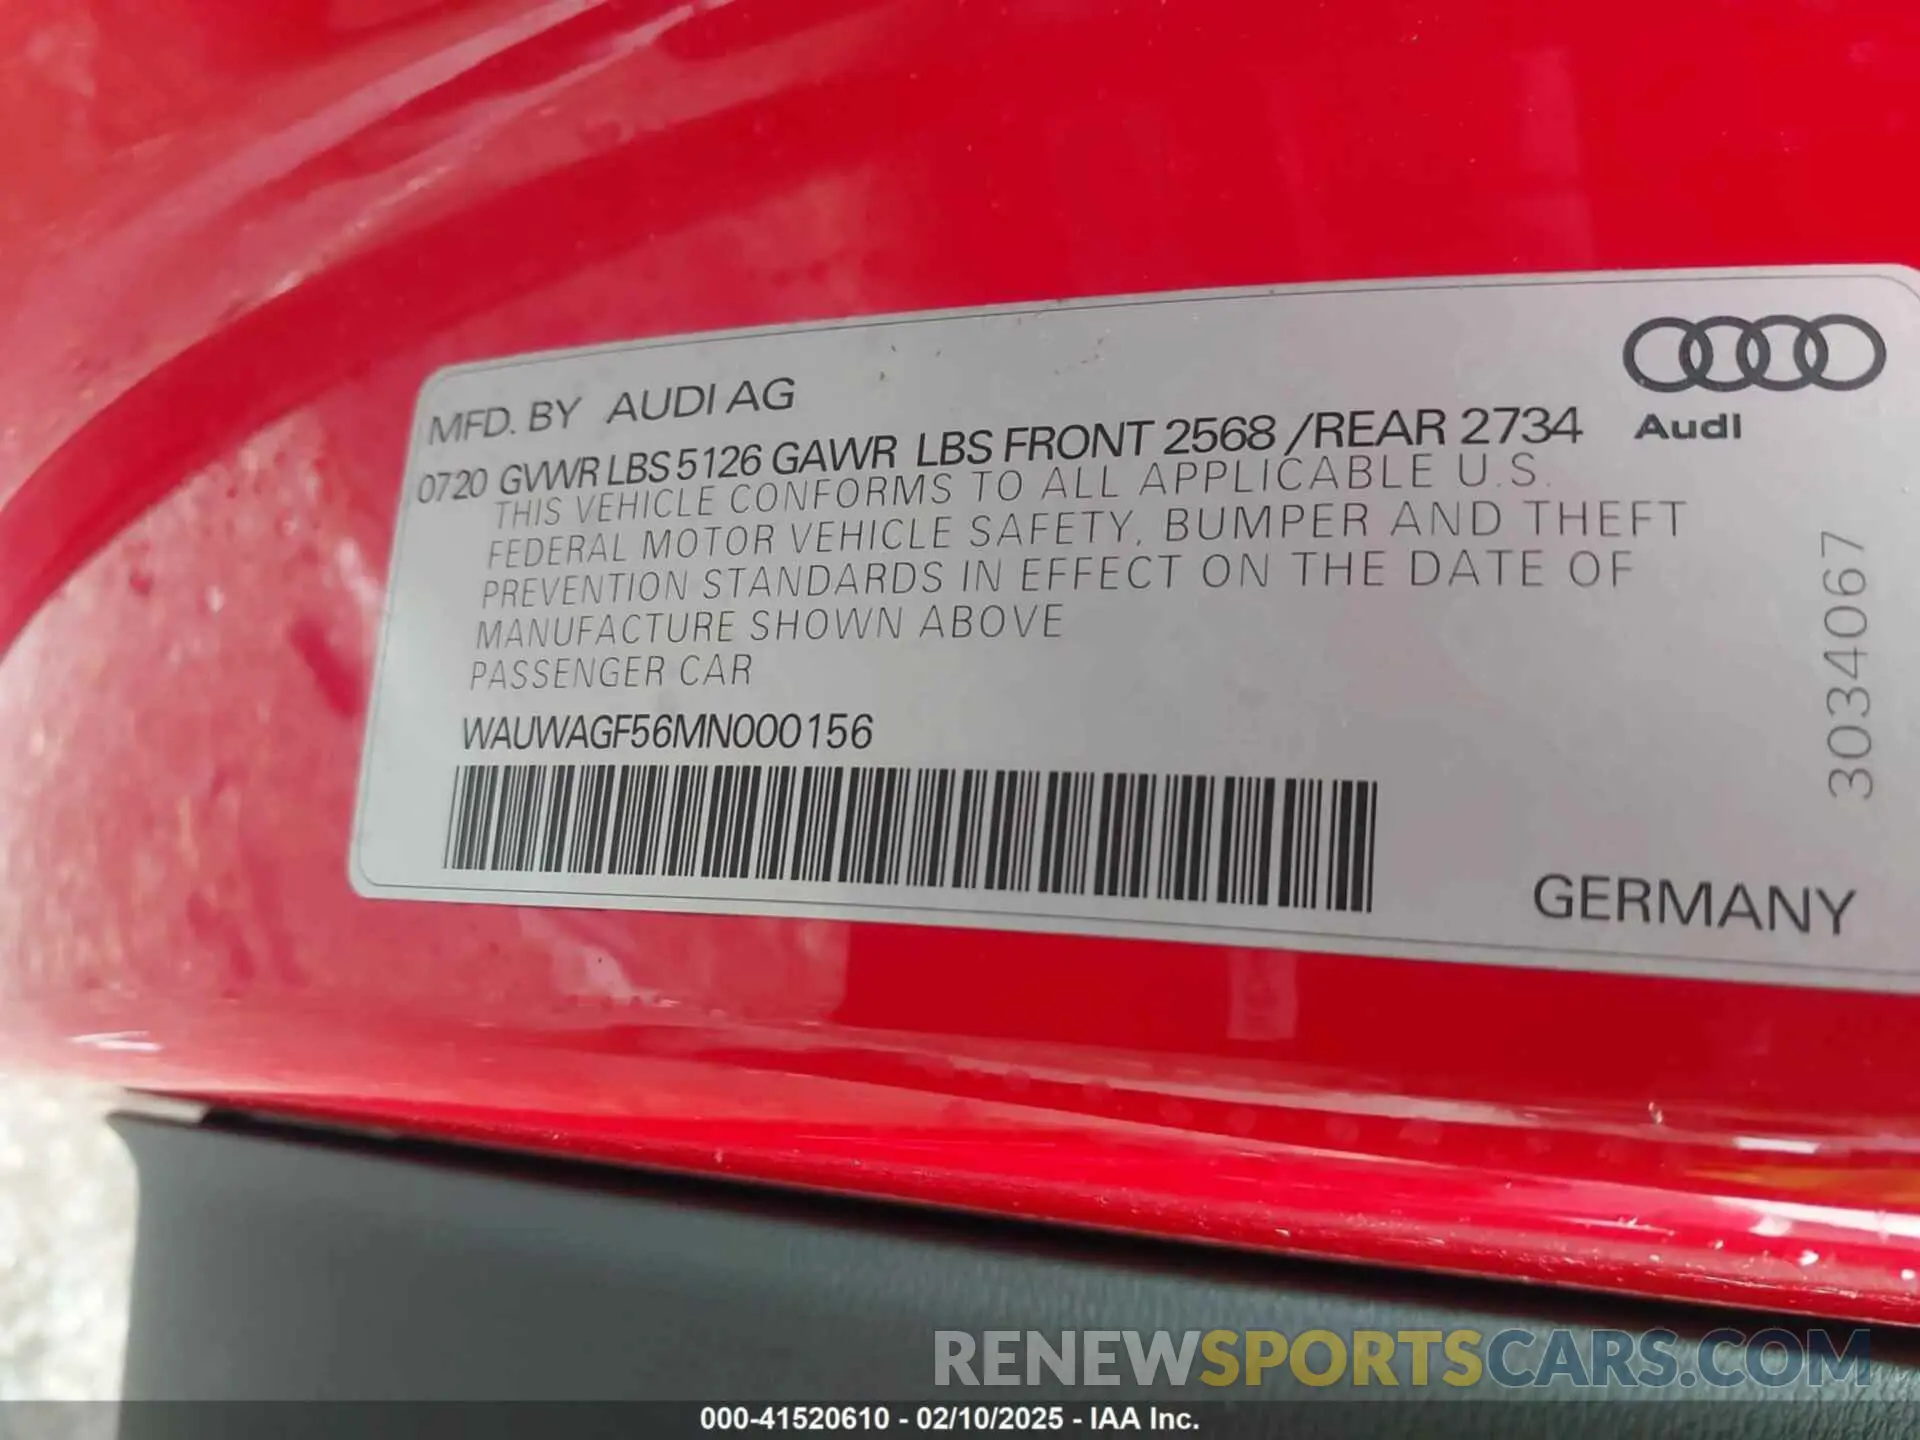 MFD. BY AUDI AG
0720 GVWR LBS 5126 GAWR LBS FRONT 2568 /REAR 2734
THIS VEHICLE CONFORMS TO ALL APPLICABLE U.S.
FEDERAL MOTOR VEHICLE SAFETY, BUMPER AND THEFT
PREVENTION STANDARDS IN EFFECT ON THE DATE OF
MANUFACTURE SHOWN ABOVE
PASSENGER CAR
WAUWAGF56MN000156
Audi
3034067
GERMANY
RENEWSPORTSCARS.COM
000-41520610 - 02/10/2025 - IAA Inc.